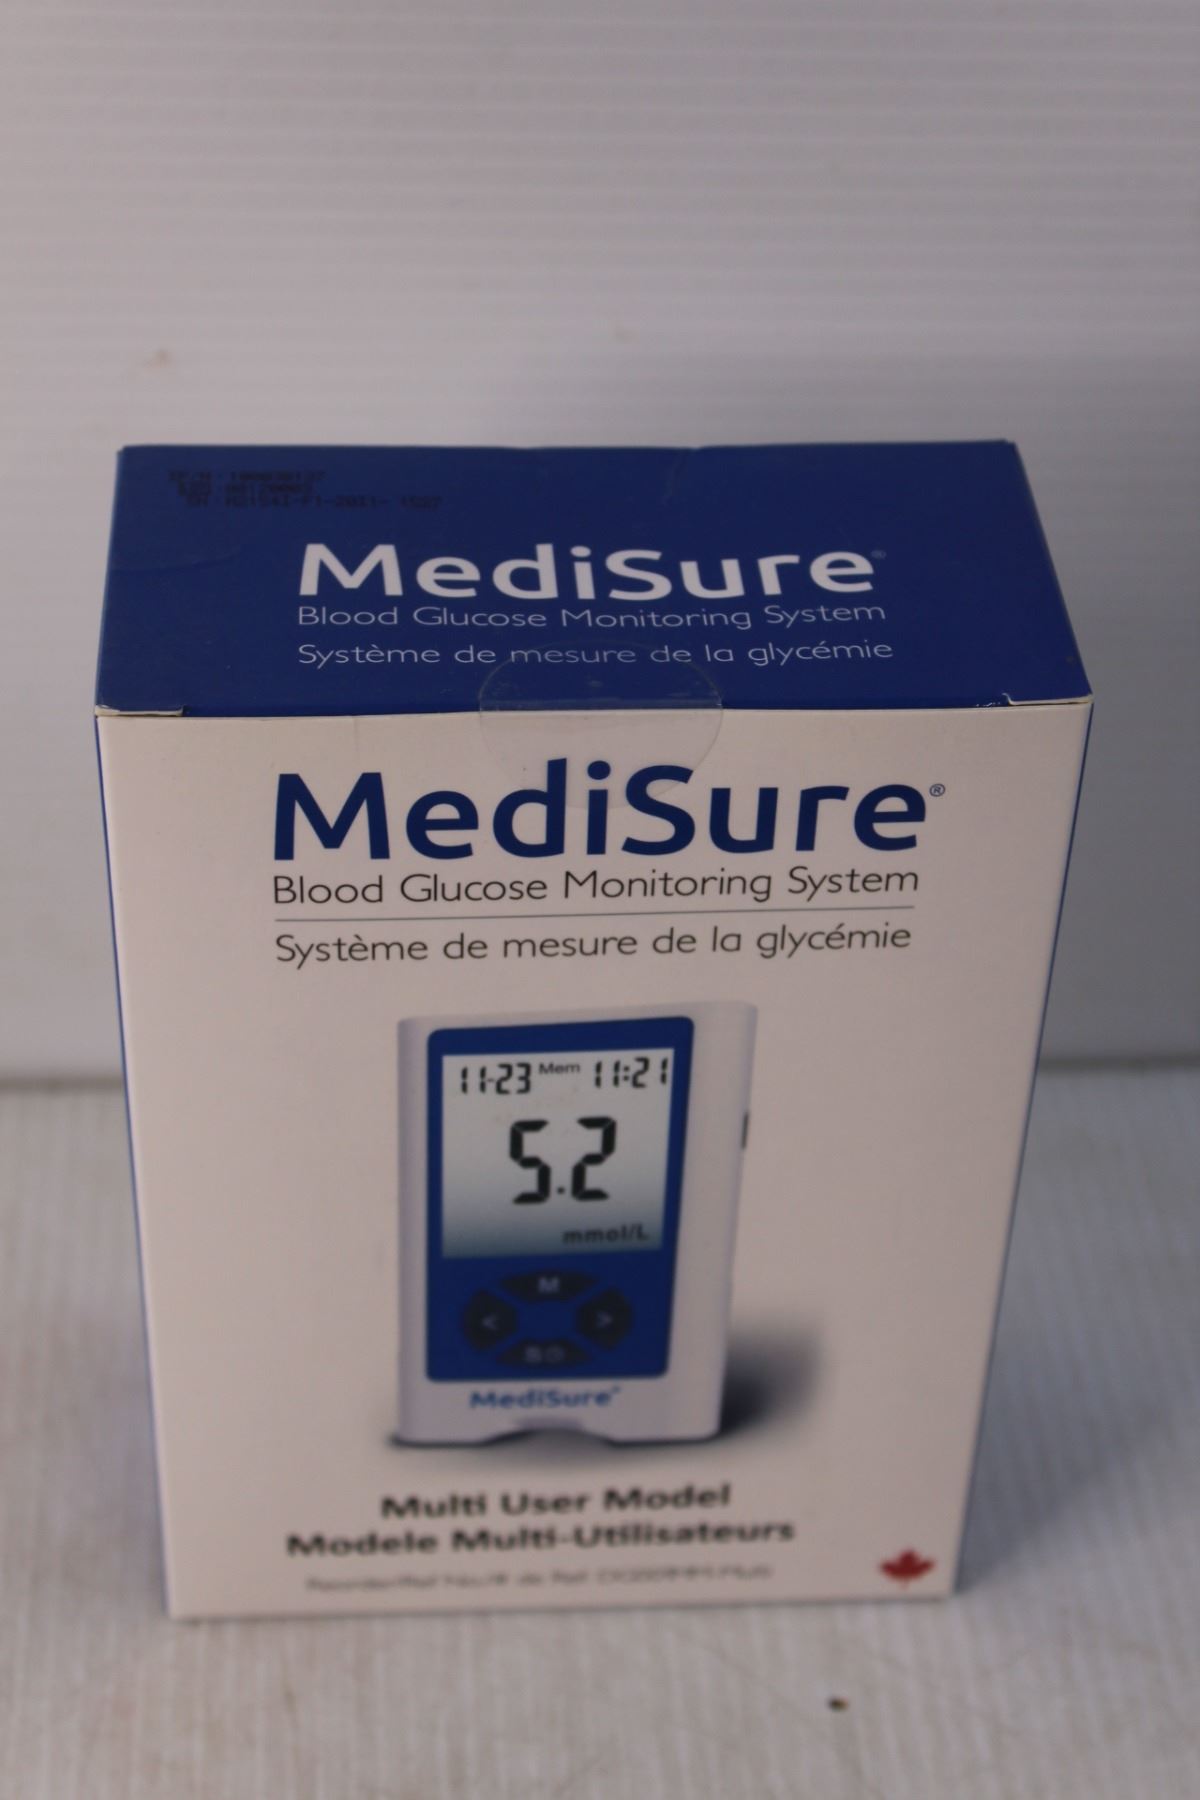 MediSure®
Blood Glucose Monitoring System
Système de mesure de la glycémie
MediSure®
Blood Glucose Monitoring System
Système de mesure de la glycémie
11-23 Mem 11:21
5.2
mmol/L
M
< >
MediSure
Multi User Model
Modele Multi-Utilisateurs